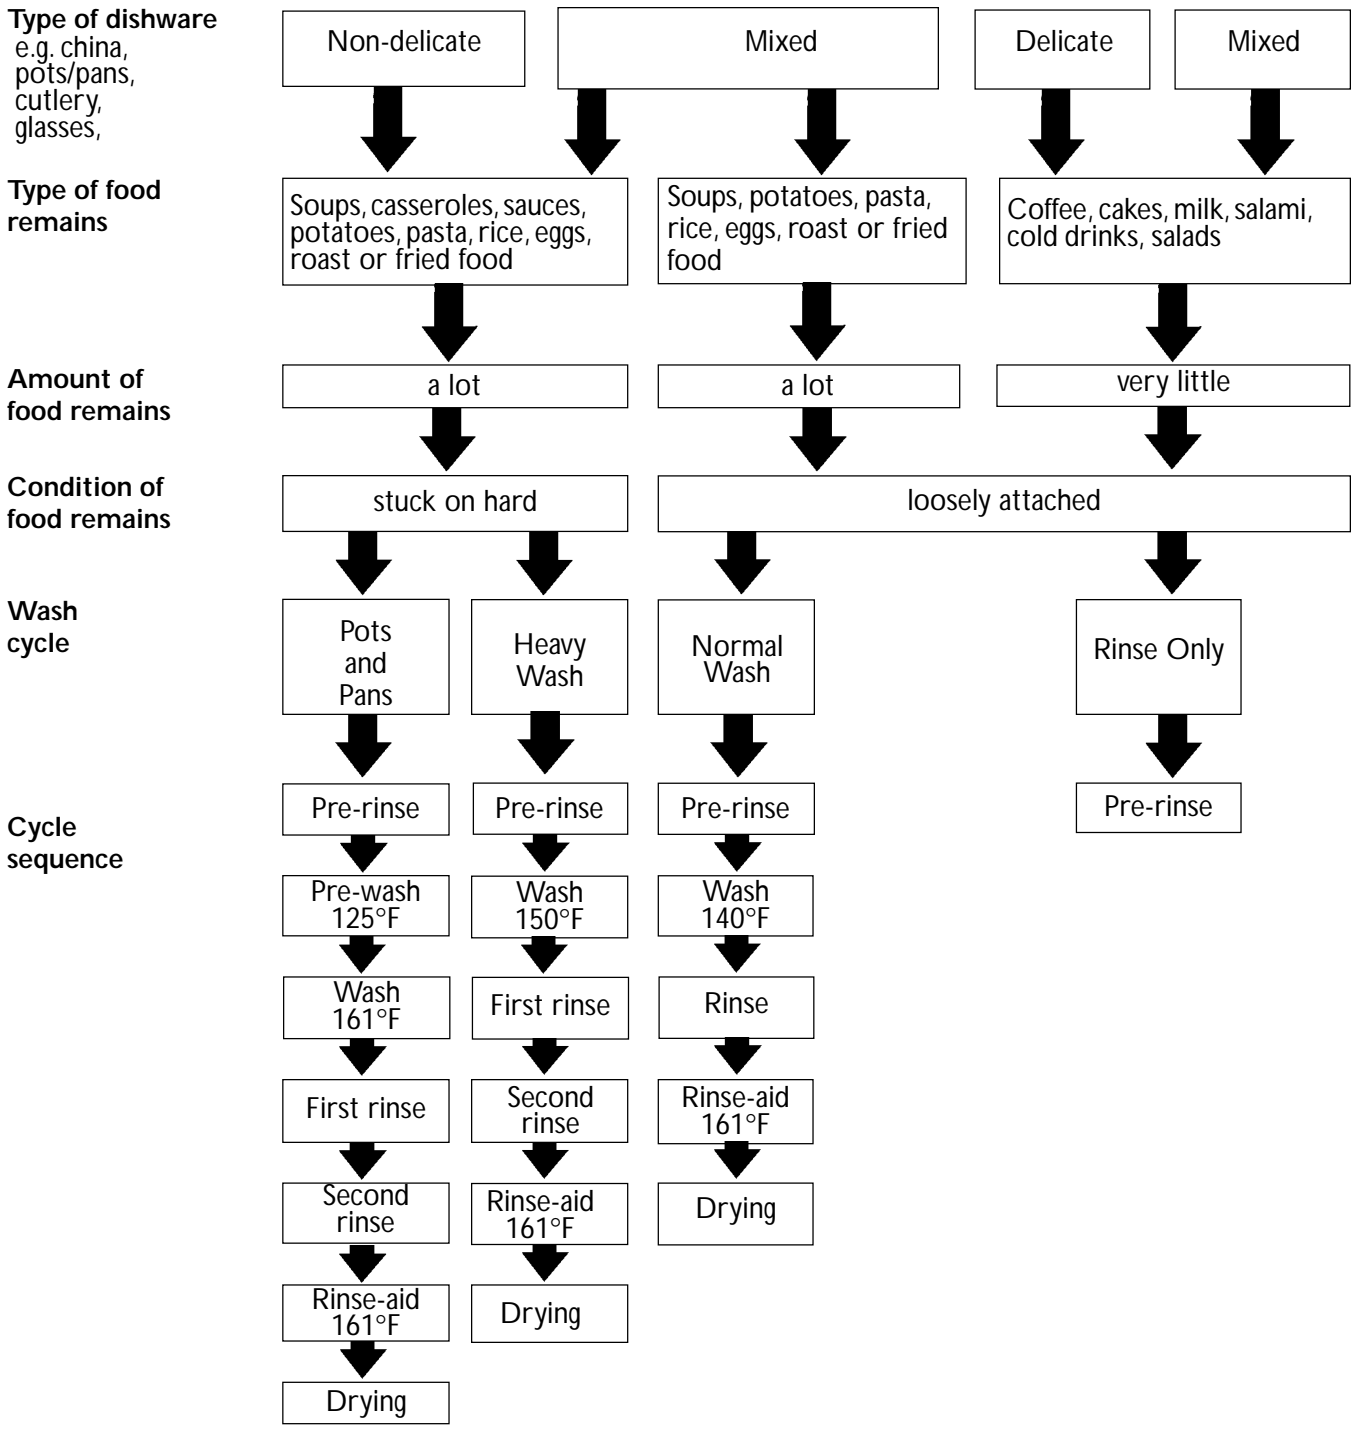 Type of dishware
e.g. china,
pots/pans,
cutlery,
glasses,
Non-delicate
Mixed
Delicate
Mixed
Type of food
remains
Soups, casseroles, sauces,
potatoes, pasta, rice, eggs,
roast or fried food
Soups, potatoes, pasta,
rice, eggs, roast or fried
food
Coffee, cakes, milk, salami,
cold drinks, salads
Amount of
food remains
a lot
a lot
very little
Condition of
food remains
stuck on hard
loosely attached
Wash
cycle
Pots
and
Pans
Heavy
Wash
Normal
Wash
Rinse Only
Cycle
sequence
Pre-rinse
Pre-rinse
Pre-rinse
Pre-rinse
Pre-wash
125°F
Wash
150°F
Wash
140°F
Wash
161°F
First rinse
Rinse
First rinse
Second
rinse
Rinse-aid
161°F
Second
rinse
Rinse-aid
161°F
Drying
Rinse-aid
161°F
Drying
Drying